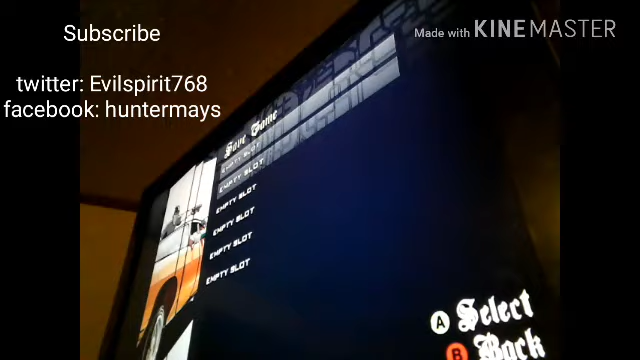 Subscribe
Made with KINEMASTER
twitter: Evilspirit768
facebook: huntermays
Save Game
EMPTY SLOT
EMPTY SLOT
EMPTY SLOT
EMPTY SLOT
EMPTY SLOT
EMPTY SLOT
A Select
B Back